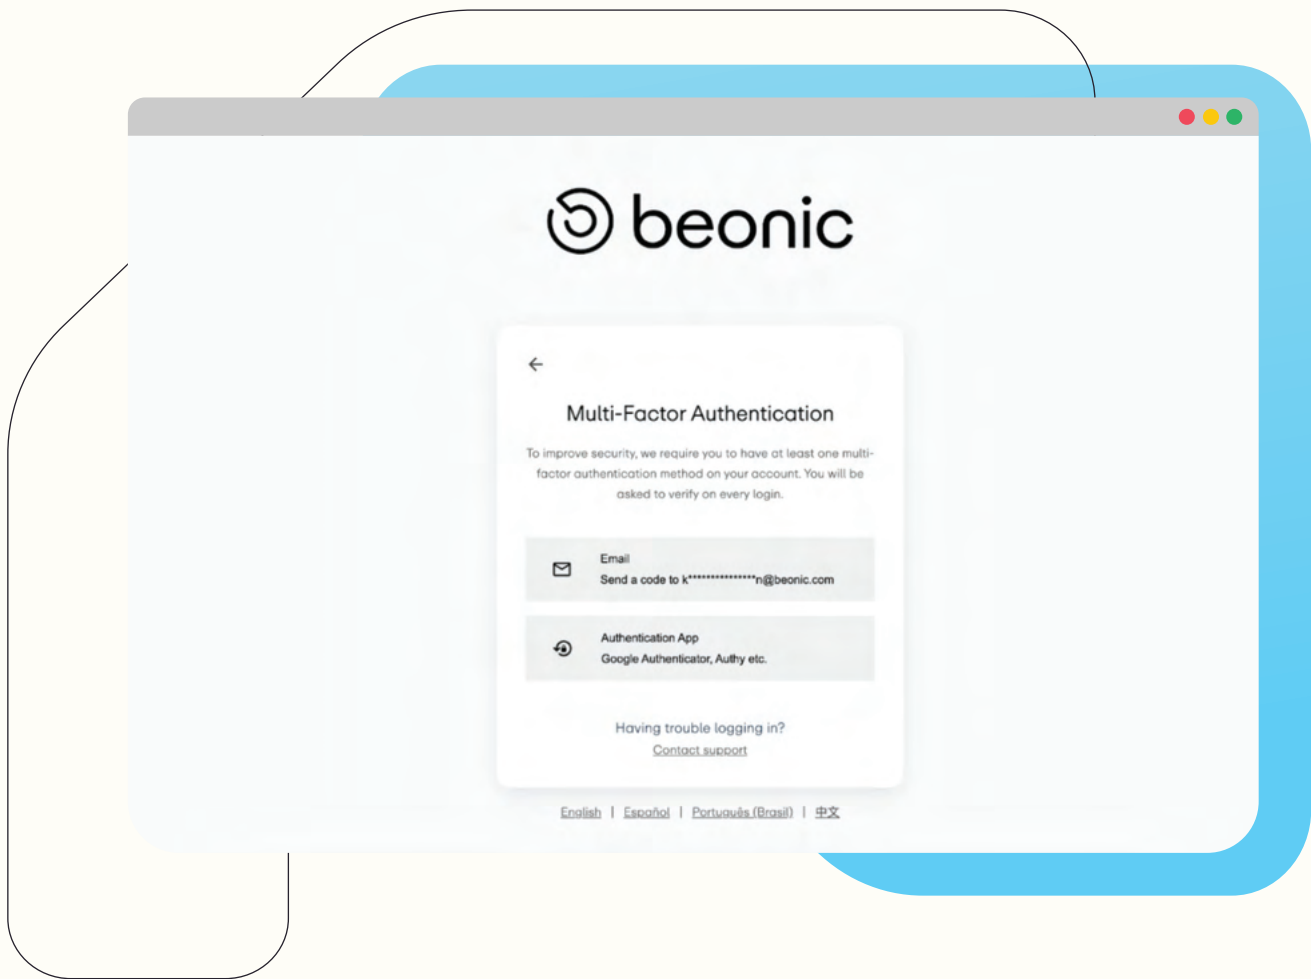 beonic
Multi-Factor Authentication
To improve security, we require you to have at least one multi-
factor authentication method on your account. You will be
asked to verify on every login.
Email
Send a code to k***************n@beonic.com
Authentication App
Google Authenticator, Authy etc.
Having trouble logging in?
Contact support
English | Español | Português (Brasil) | 中文